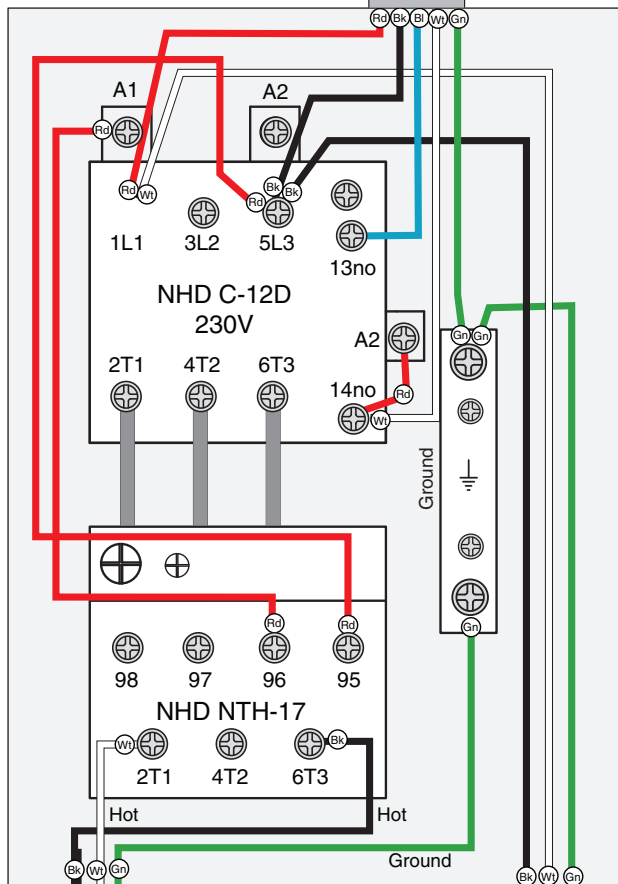 Rd Bk Bl Wt Gn
A1 A2
Rd
Rd Wt Rd Bk Bk
1L1 3L2 5L3
13no
NHD C-12D
230V
A2
Gn Gn
2T1 4T2 6T3
14no
Rd
Wt
Ground
Rd Rd
Gn
98 97 96 95
NHD NTH-17
Wt Bk
2T1 4T2 6T3
Hot Hot
Ground
Bk Wt Gn Bk Wt Gn